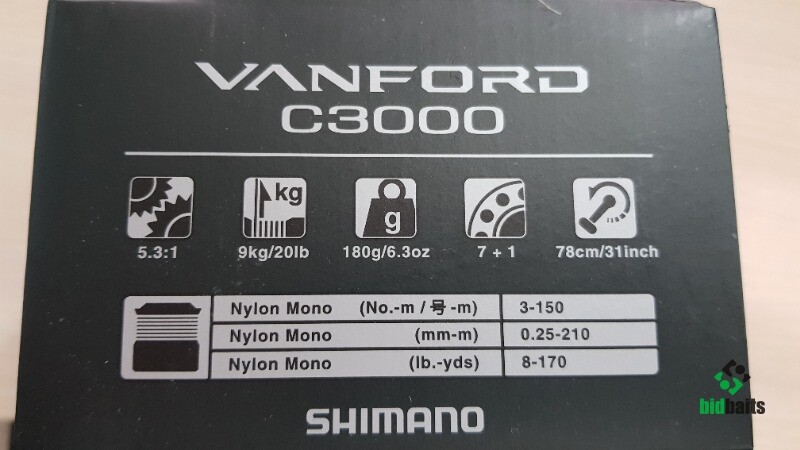 VANFORD
C3000
kg
g
5.3:1 9kg/20lb 180g/6.3oz 7 + 1 78cm/31inch
Nylon Mono (No.-m / 号 -m) 3-150
Nylon Mono (mm-m) 0.25-210
Nylon Mono (lb.-yds) 8-170
SHIMANO
bidbaits